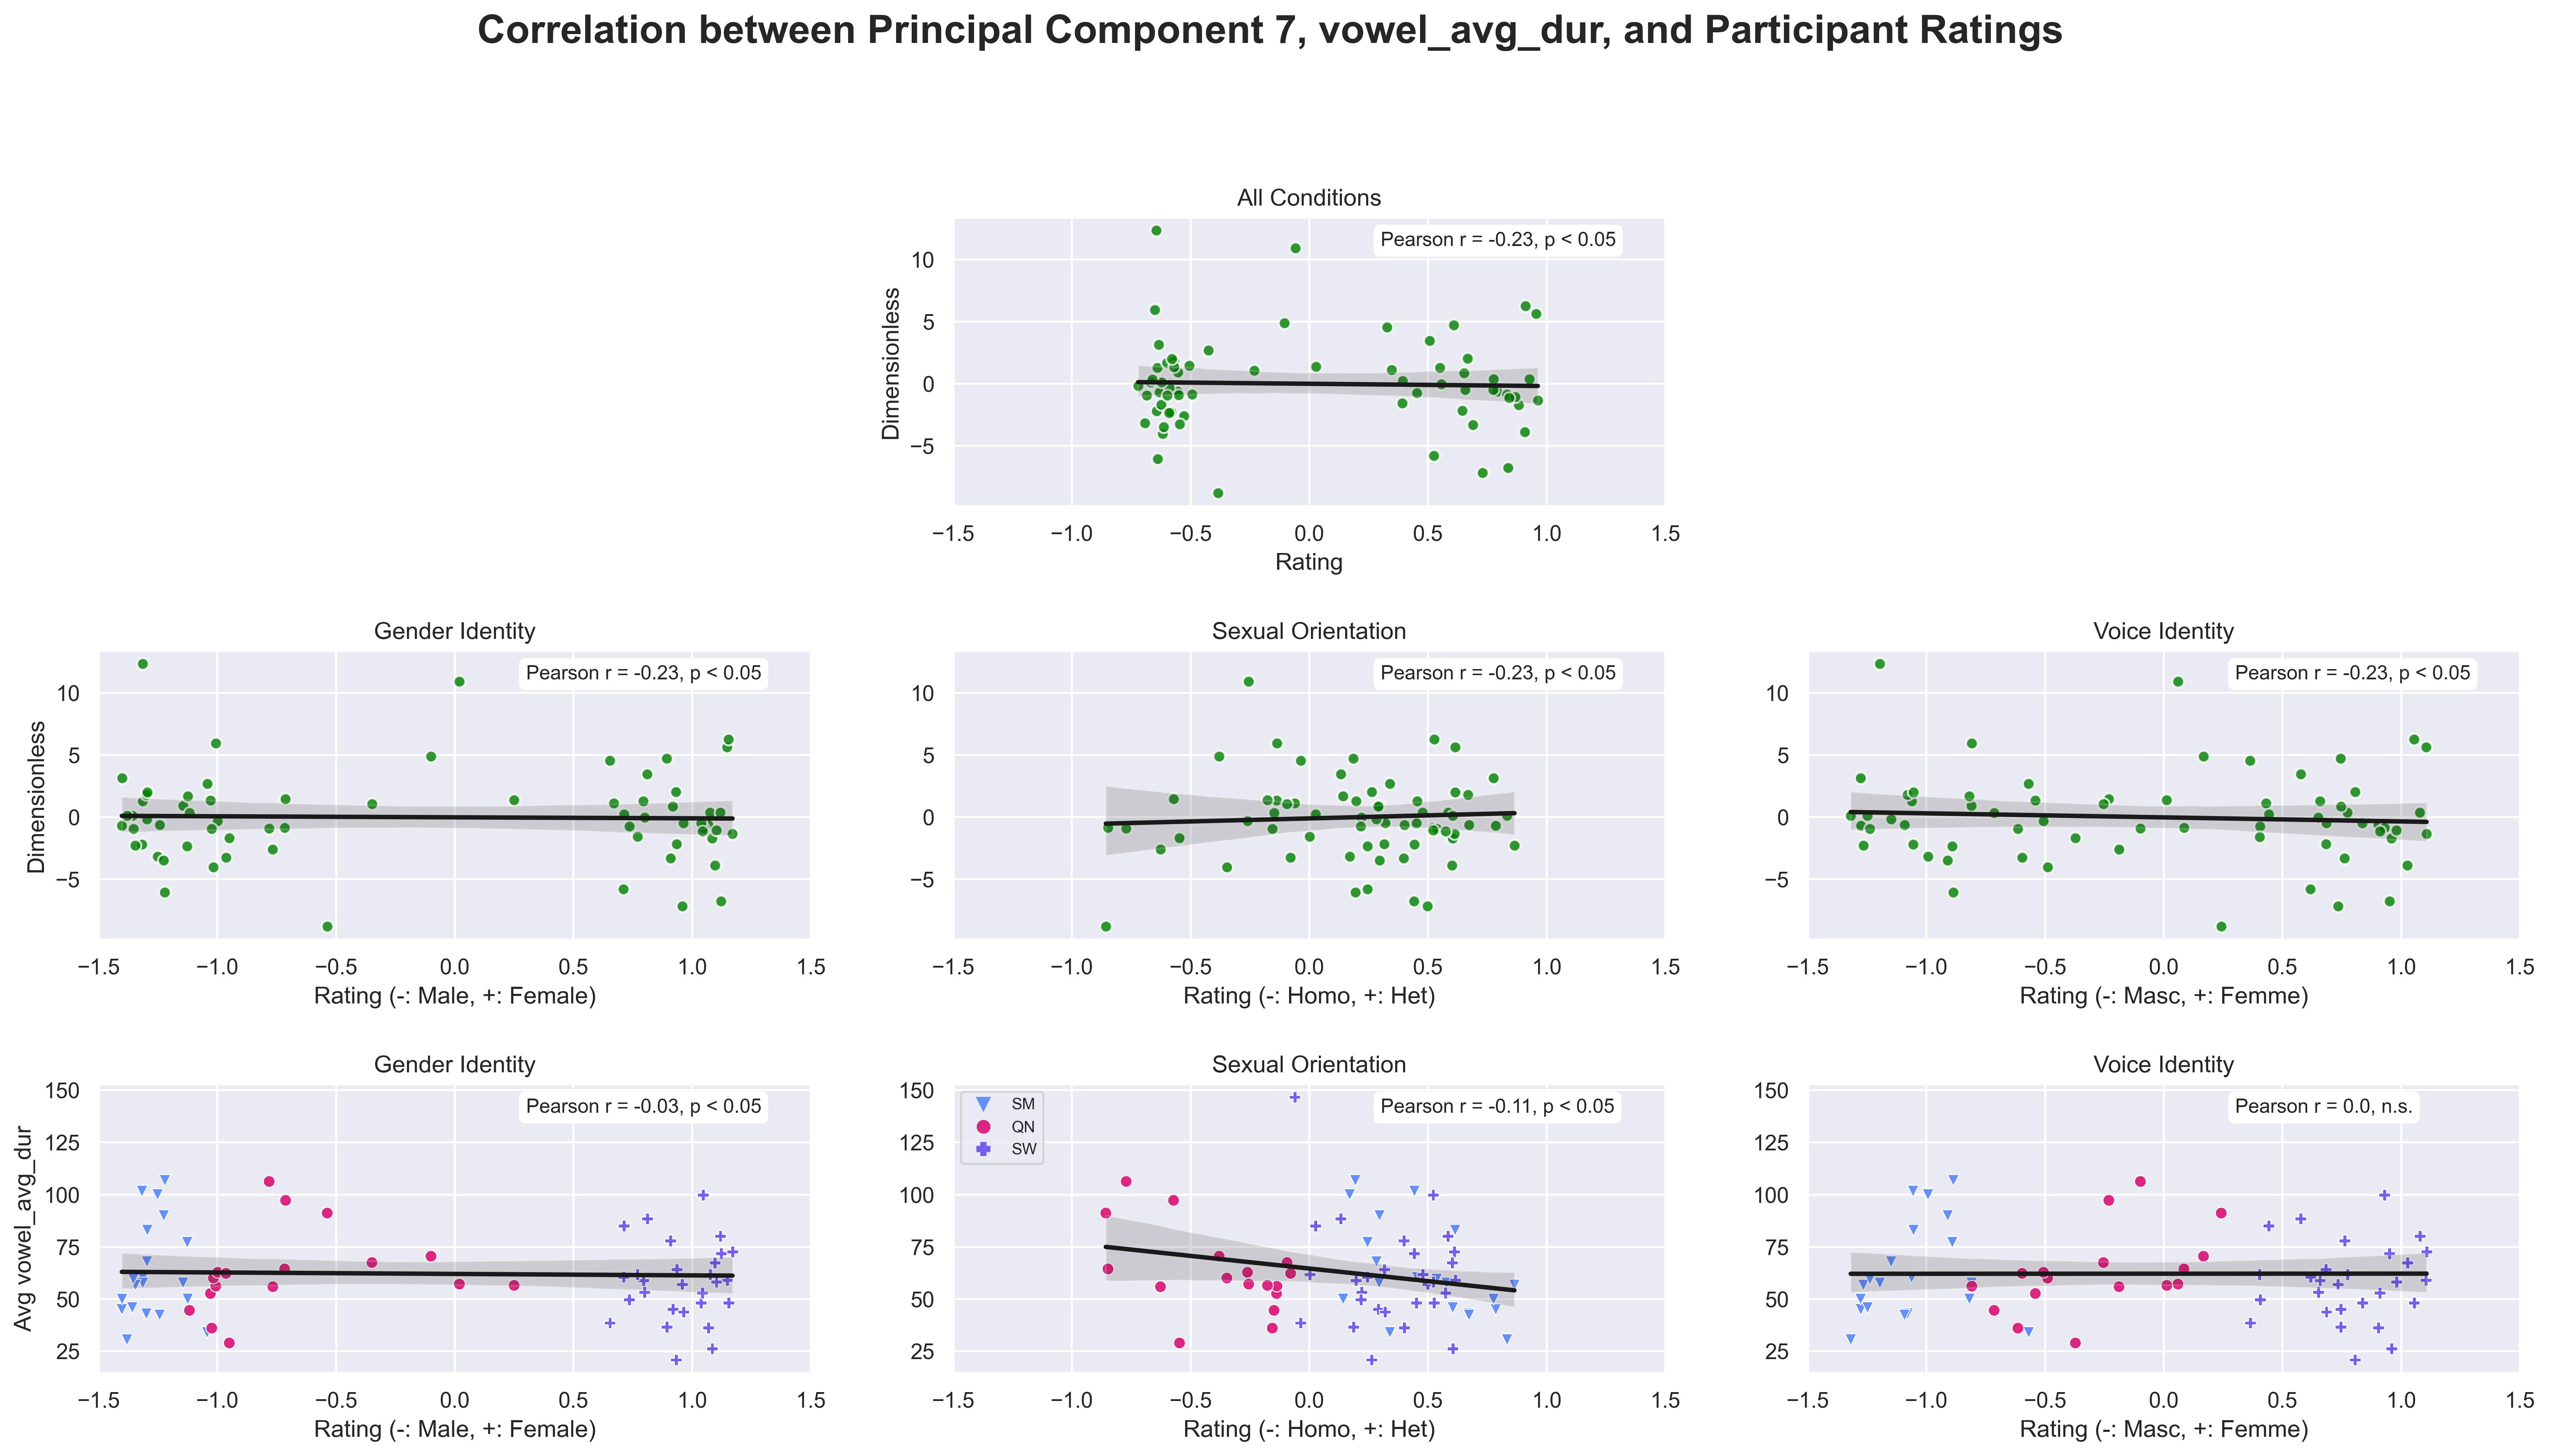 Correlation between Principal Component 7, vowel_avg_dur, and Participant Ratings
All Conditions
Pearson r = -0.23, p < 0.05
Dimensionless
10
5
0
−5
−1.5 −1.0 −0.5 0.0 0.5 1.0 1.5
Rating
Gender Identity
Pearson r = -0.23, p < 0.05
Dimensionless
10
5
0
−5
−1.5 −1.0 −0.5 0.0 0.5 1.0 1.5
Rating (-: Male, +: Female)
Sexual Orientation
Pearson r = -0.23, p < 0.05
10
5
0
−5
−1.5 −1.0 −0.5 0.0 0.5 1.0 1.5
Rating (-: Homo, +: Het)
Voice Identity
Pearson r = -0.23, p < 0.05
10
5
0
−5
−1.5 −1.0 −0.5 0.0 0.5 1.0 1.5
Rating (-: Masc, +: Femme)
Gender Identity
Pearson r = -0.03, p < 0.05
Avg vowel_avg_dur
150
125
100
75
50
25
−1.5 −1.0 −0.5 0.0 0.5 1.0 1.5
Rating (-: Male, +: Female)
Sexual Orientation
Pearson r = -0.11, p < 0.05
SM
QN
SW
150
125
100
75
50
25
−1.5 −1.0 −0.5 0.0 0.5 1.0 1.5
Rating (-: Homo, +: Het)
Voice Identity
Pearson r = 0.0, n.s.
150
125
100
75
50
25
−1.5 −1.0 −0.5 0.0 0.5 1.0 1.5
Rating (-: Masc, +: Femme)